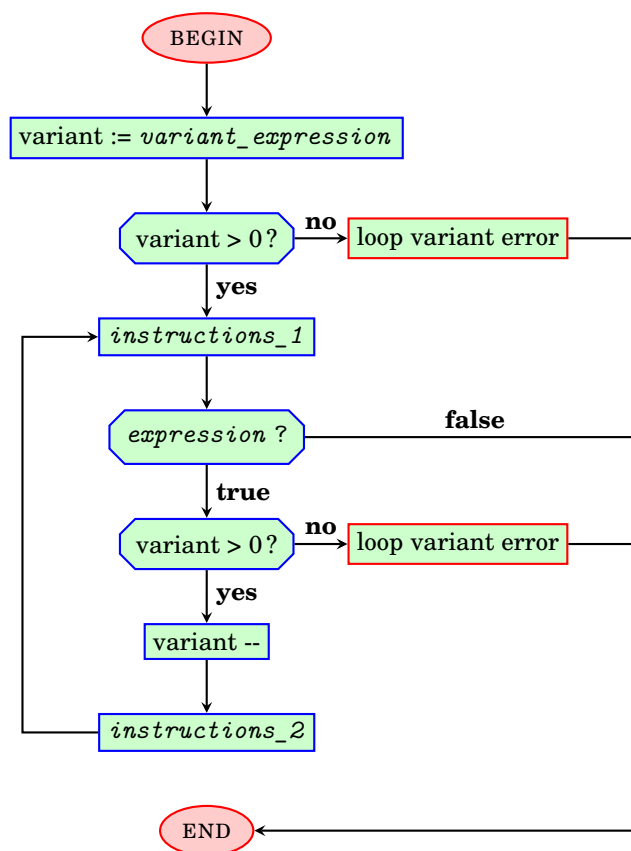 BEGIN
variant := variant_expression
variant > 0 ?
no
loop variant error
yes
instructions_1
expression ?
false
true
variant > 0 ?
no
loop variant error
yes
variant --
instructions_2
END